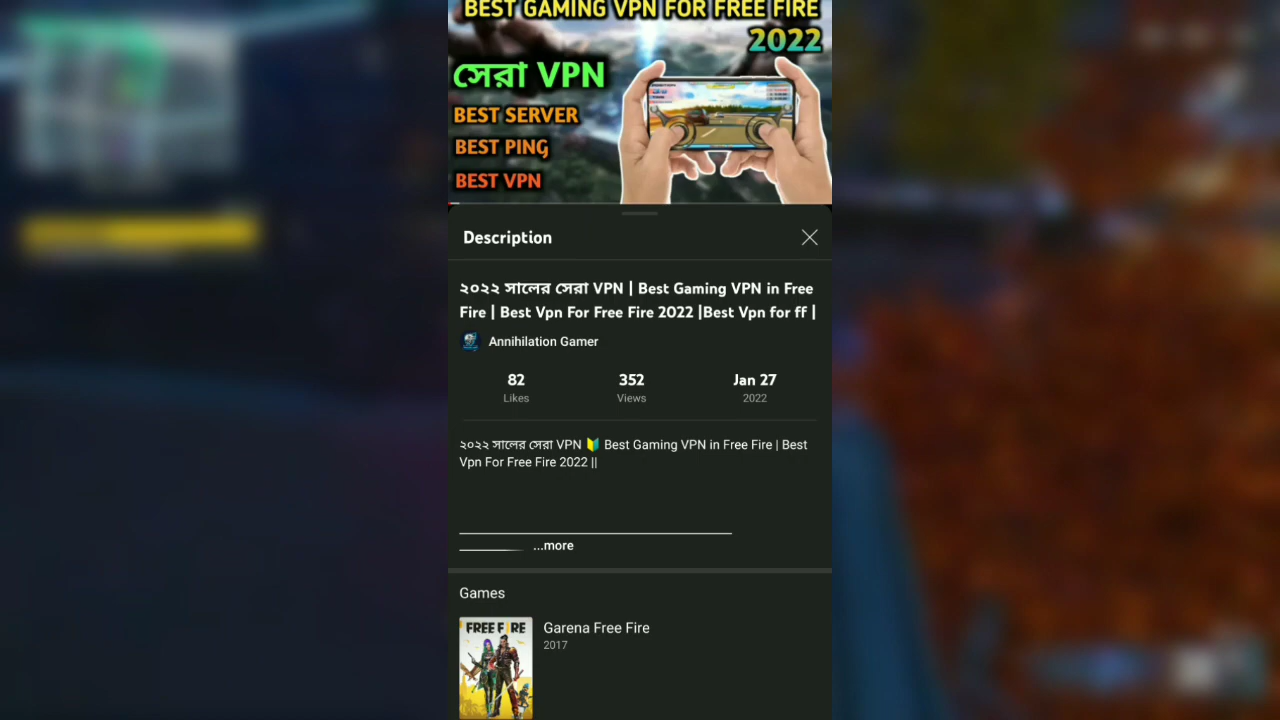 BEST GAMING VPN FOR FREE FIRE
2022
সেরা VPN
BEST SERVER
BEST PING
BEST VPN
Description
২০২২ সালের সেরা VPN | Best Gaming VPN in Free
Fire | Best Vpn For Free Fire 2022 |Best Vpn for ff |
Annihilation Gamer
82 352 Jan 27
Likes Views 2022
২০২২ সালের সেরা VPN 🔰 Best Gaming VPN in Free Fire | Best
Vpn For Free Fire 2022 ||
...more
Games
FREE FIRE
Garena Free Fire
2017